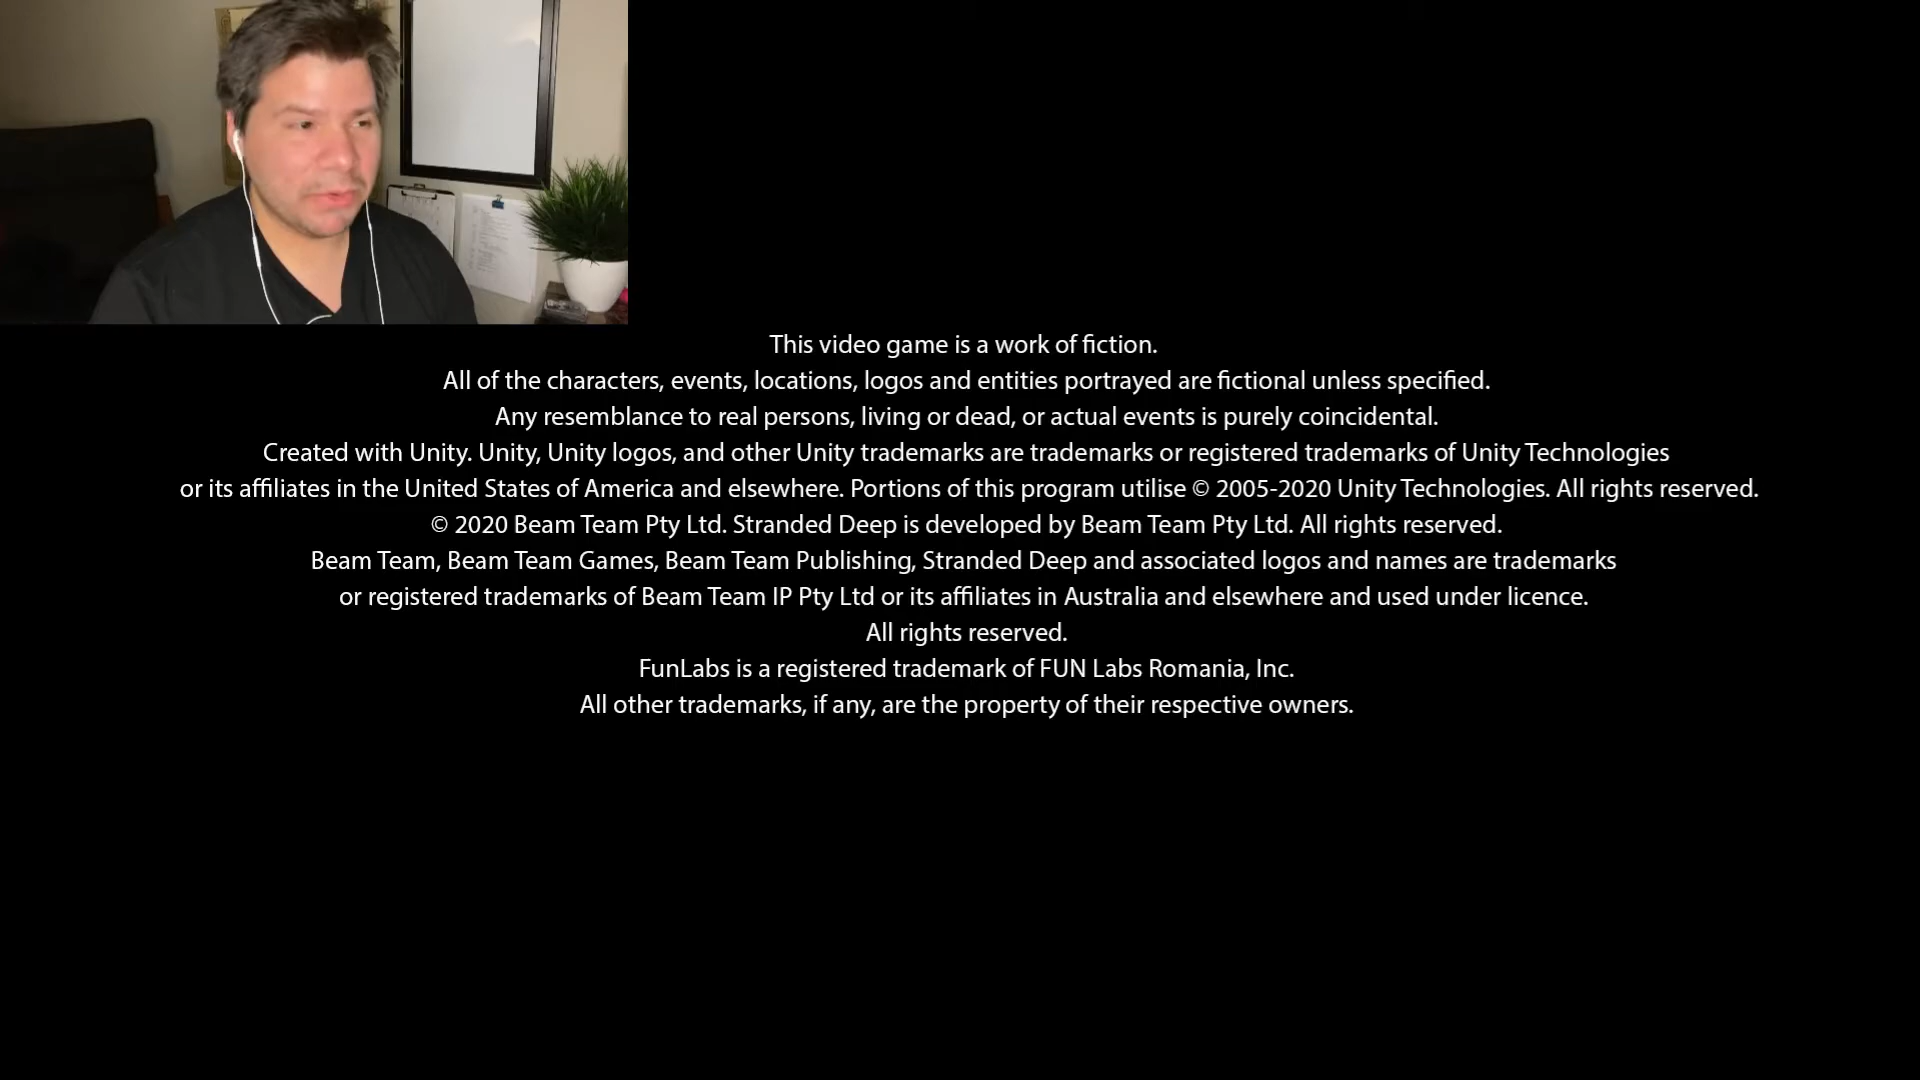 This video game is a work of fiction.
All of the characters, events, locations, logos and entities portrayed are fictional unless specified.
Any resemblance to real persons, living or dead, or actual events is purely coincidental.
Created with Unity. Unity, Unity logos, and other Unity trademarks are trademarks or registered trademarks of Unity Technologies
or its affiliates in the United States of America and elsewhere. Portions of this program utilise © 2005-2020 Unity Technologies. All rights reserved.
© 2020 Beam Team Pty Ltd. Stranded Deep is developed by Beam Team Pty Ltd. All rights reserved.
Beam Team, Beam Team Games, Beam Team Publishing, Stranded Deep and associated logos and names are trademarks
or registered trademarks of Beam Team IP Pty Ltd or its affiliates in Australia and elsewhere and used under licence.
All rights reserved.
FunLabs is a registered trademark of FUN Labs Romania, Inc.
All other trademarks, if any, are the property of their respective owners.